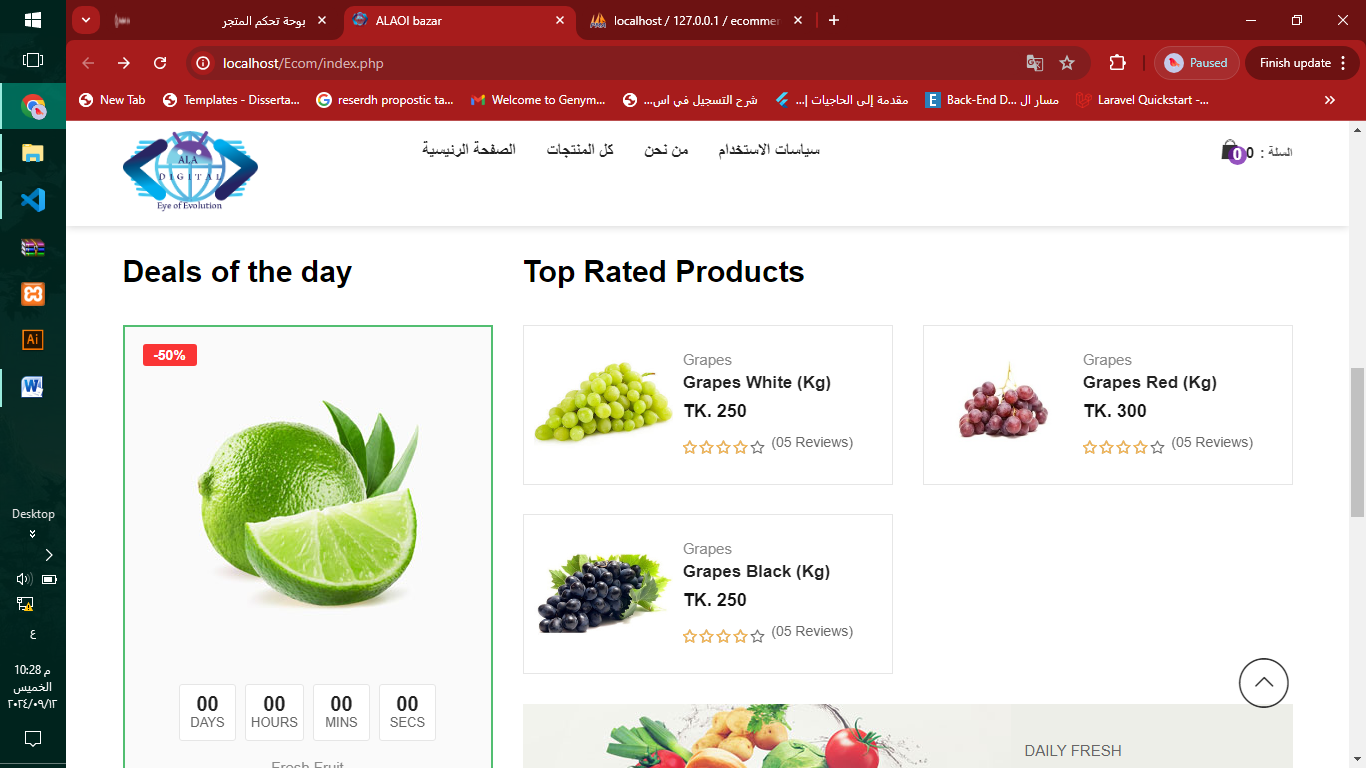 بوحة تحكم المتجر
ALAOI bazar
localhost / 127.0.0.1 / ecommer
localhost/Ecom/index.php
Paused
Finish update
New Tab
Templates - Disserta...
reserdh propostic ta...
Welcome to Genym...
شرح التسجيل في اس...
مقدمة إلى الحاجيات |...
Back-End D... مسار ال
Laravel Quickstart -...
ALA
DIGITAL
Eye of Evolution
الصفحة الرئيسية
كل المنتجات
من نحن
سياسات الاستخدام
السلة : 0
0
Deals of the day
Top Rated Products
-50%
Grapes
Grapes White (Kg)
TK. 250
(05 Reviews)
Grapes
Grapes Red (Kg)
TK. 300
(05 Reviews)
Grapes
Grapes Black (Kg)
TK. 250
(05 Reviews)
00
DAYS
00
HOURS
00
MINS
00
SECS
Fresh Fruit
DAILY FRESH
Ai
W
Desktop
ع
10:28 م
الخميس
٢٠٢٤/٠٩/١٢